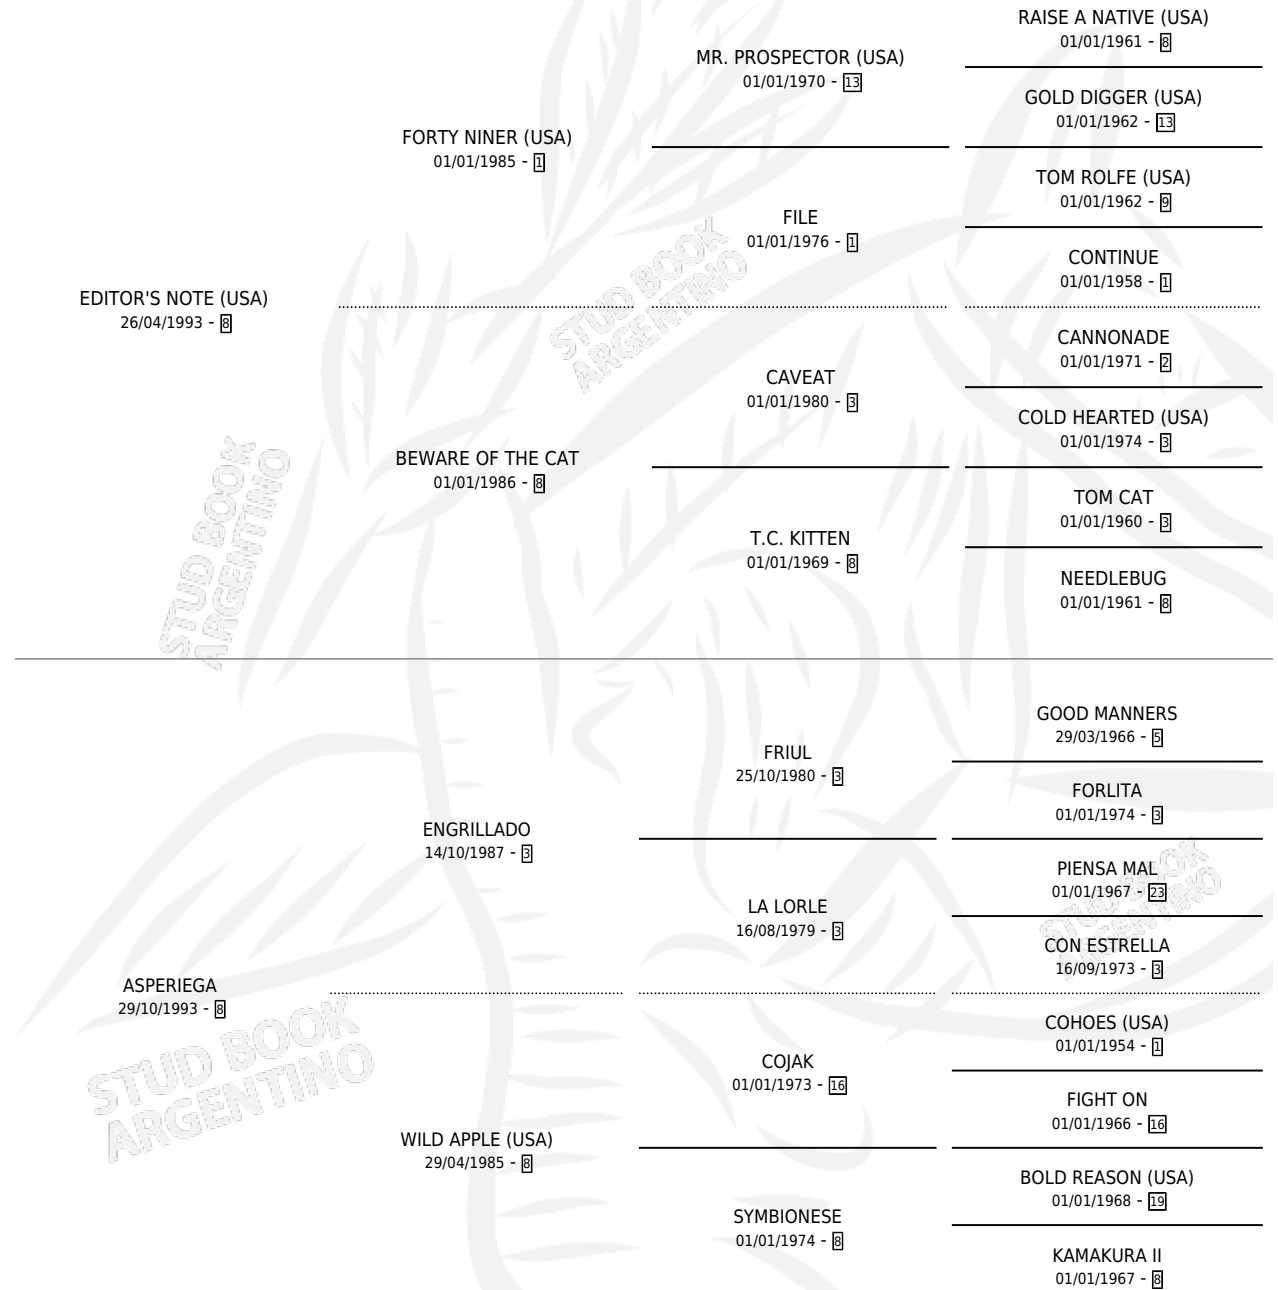 RAISE A NATIVE (USA)
01/01/1961 - 8
MR. PROSPECTOR (USA)
01/01/1970 - 13
GOLD DIGGER (USA)
01/01/1962 - 13
FORTY NINER (USA)
01/01/1985 - 1
TOM ROLFE (USA)
01/01/1962 - 9
FILE
01/01/1976 - 1
CONTINUE
01/01/1958 - 1
EDITOR'S NOTE (USA)
26/04/1993 - 8
CANNONADE
01/01/1971 - 2
CAVEAT
01/01/1980 - 3
COLD HEARTED (USA)
01/01/1974 - 3
BEWARE OF THE CAT
01/01/1986 - 8
TOM CAT
01/01/1960 - 3
T.C. KITTEN
01/01/1969 - 8
NEEDLEBUG
01/01/1961 - 8
GOOD MANNERS
29/03/1966 - 5
FRIUL
25/10/1980 - 3
FORLITA
01/01/1974 - 3
ENGRILLADO
14/10/1987 - 3
PIENSA MAL
01/01/1967 - 23
LA LORLE
16/08/1979 - 3
CON ESTRELLA
16/09/1973 - 3
ASPERIEGA
29/10/1993 - 8
COHOES (USA)
01/01/1954 - 1
COJAK
01/01/1973 - 16
FIGHT ON
01/01/1966 - 16
WILD APPLE (USA)
29/04/1985 - 8
BOLD REASON (USA)
01/01/1968 - 19
SYMBIONESE
01/01/1974 - 8
KAMAKURA II
01/01/1967 - 8
STUD BOOK
ARGENTINO
STUD BOOK
ARGENTINO
STUD BOOK
ARGENTINO
STUD BOOK
ARGENTINO